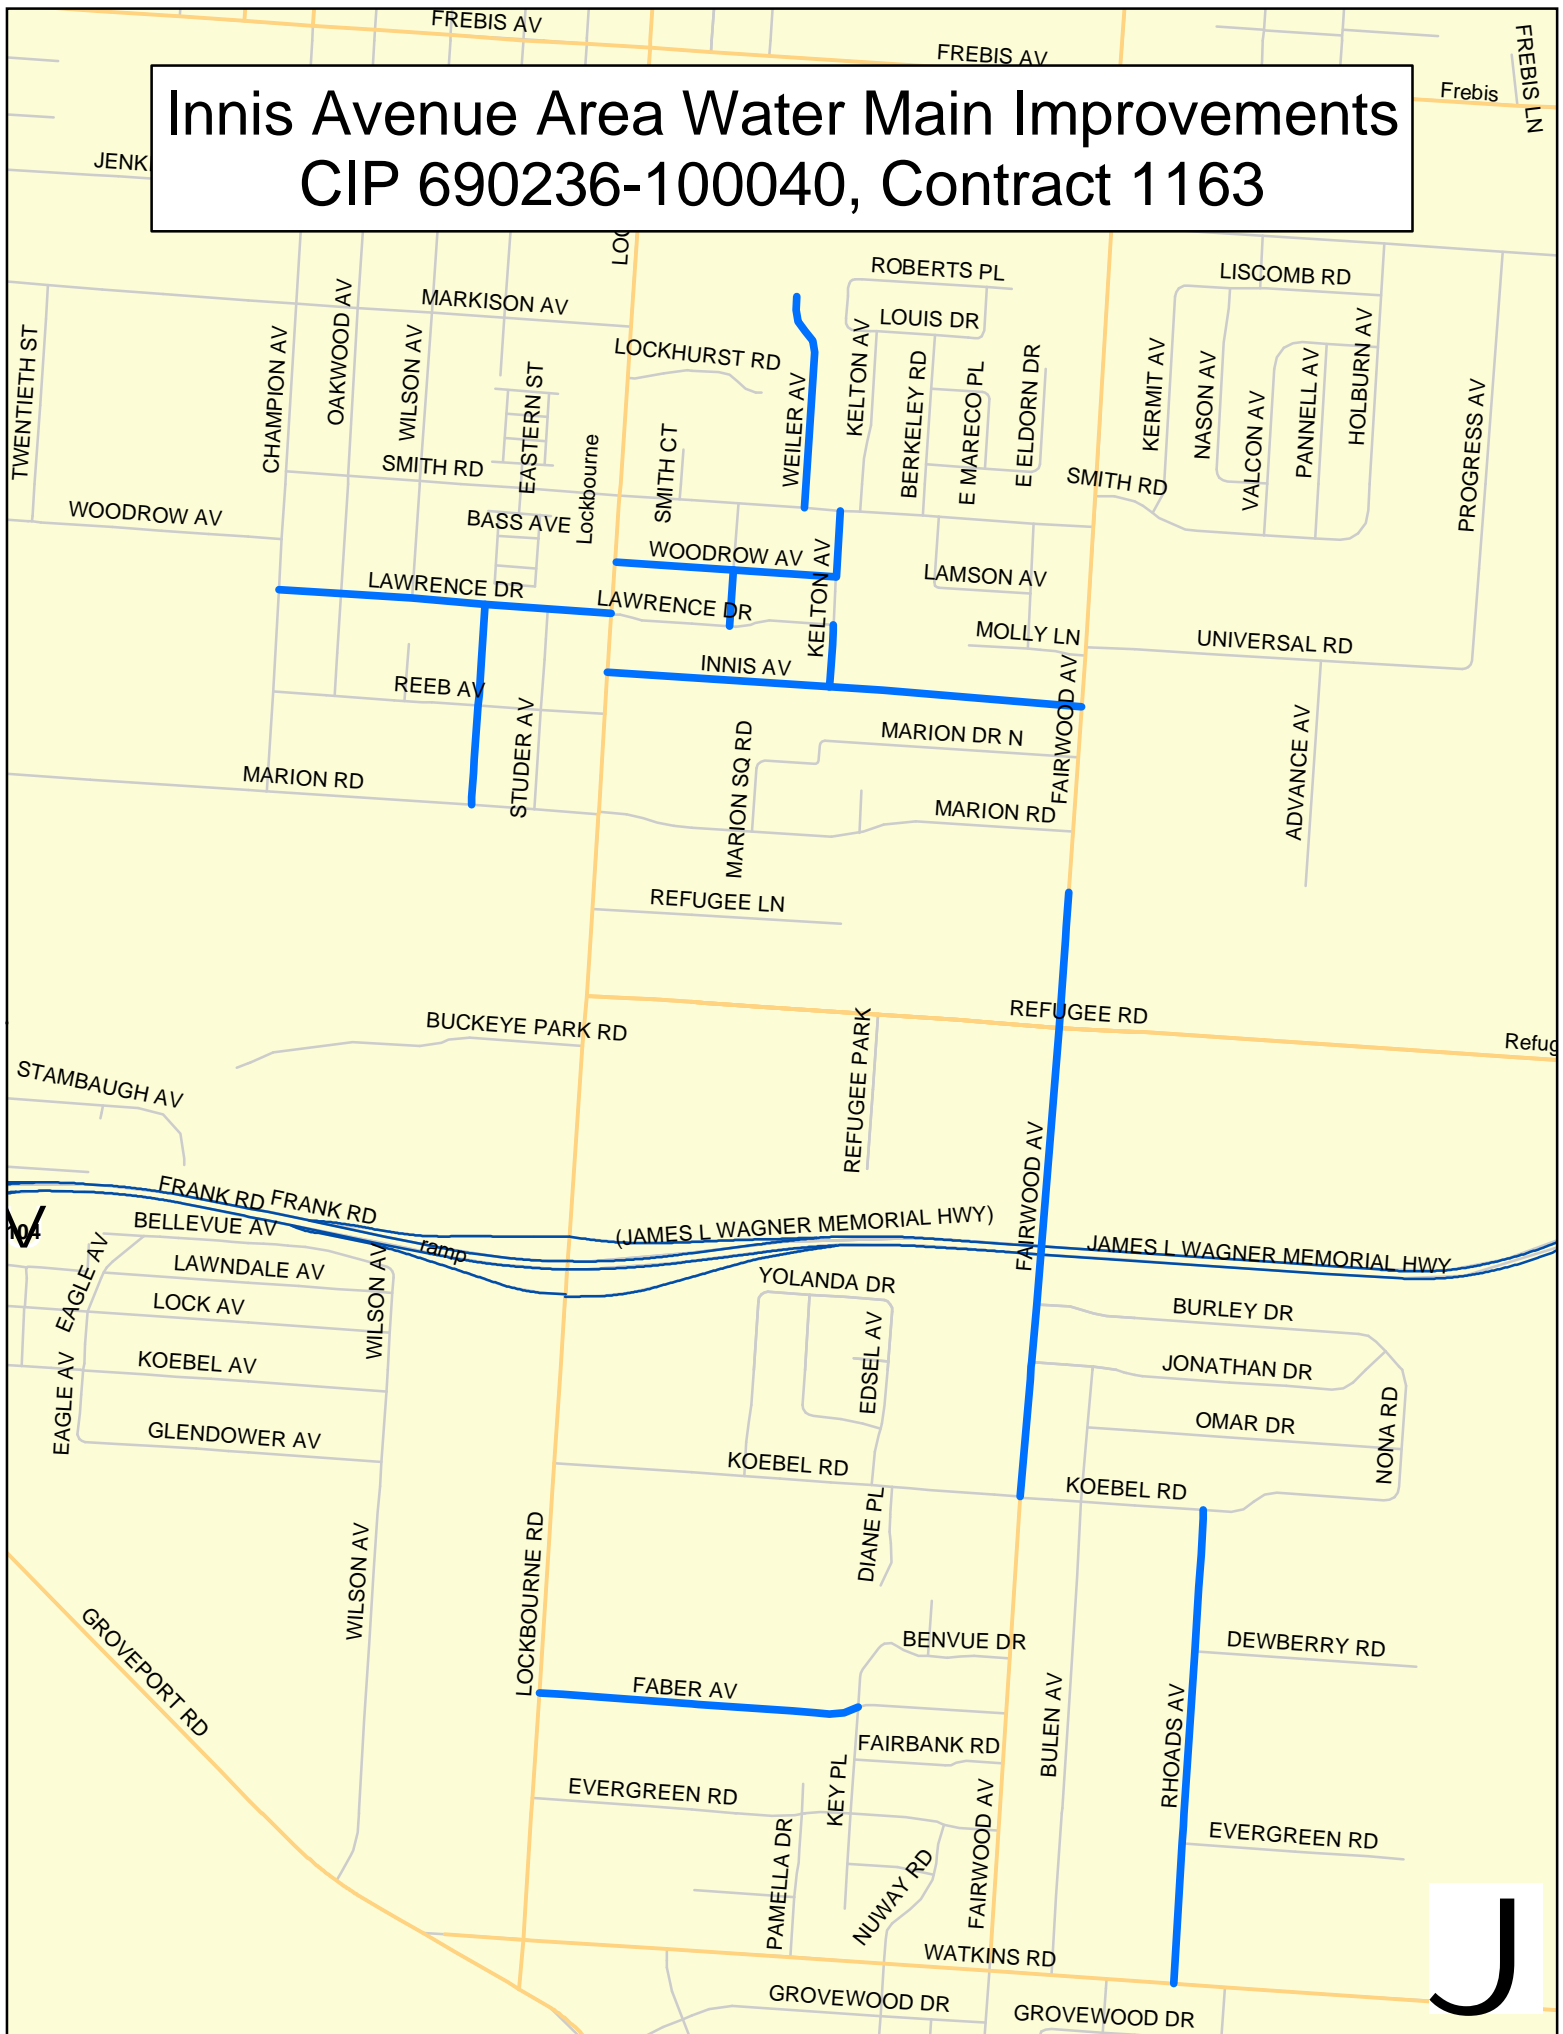 FREBIS AV
FREBIS AV
Frebis
FREBIS LN
Innis Avenue Area Water Main Improvements
CIP 690236-100040, Contract 1163
JENK
LOC
ROBERTS PL
LISCOMB RD
MARKISON AV
LOUIS DR
TWENTIETH ST
CHAMPION AV
OAKWOOD AV
WILSON AV
EASTERN ST
LOCKHURST RD
WEILER AV
KELTON AV
BERKELEY RD
E MARECO PL
E ELDORN DR
KERMIT AV
NASON AV
VALCON AV
PANNELL AV
HOLBURN AV
PROGRESS AV
SMITH RD
Lockbourne
SMITH CT
SMITH RD
WOODROW AV
BASS AVE
WOODROW AV
KELTON AV
LAMSON AV
LAWRENCE DR
LAWRENCE DR
MOLLY LN
UNIVERSAL RD
INNIS AV
REEB AV
STUDER AV
MARION SQ RD
MARION DR N
FAIRWOOD AV
ADVANCE AV
MARION RD
MARION RD
REFUGEE LN
REFUGEE RD
BUCKEYE PARK RD
REFUGEE PARK
Refug
STAMBAUGH AV
FAIRWOOD AV
FRANK RD
FRANK RD
(JAMES L WAGNER MEMORIAL HWY)
JAMES L WAGNER MEMORIAL HWY
104
V
BELLEVUE AV
ramp
EAGLE AV
LAWNDALE AV
WILSON AV
YOLANDA DR
LOCK AV
EDSEL AV
BURLEY DR
KOEBEL AV
JONATHAN DR
EAGLE AV
GLENDOWER AV
OMAR DR
NONA RD
KOEBEL RD
KOEBEL RD
DIANE PL
WILSON AV
LOCKBOURNE RD
GROVEPORT RD
BENVUE DR
DEWBERRY RD
FABER AV
BULEN AV
RHOADS AV
FAIRBANK RD
KEY PL
EVERGREEN RD
FAIRWOOD AV
EVERGREEN RD
PAMELLA DR
NUWAY RD
WATKINS RD
GROVEWOOD DR
GROVEWOOD DR
J